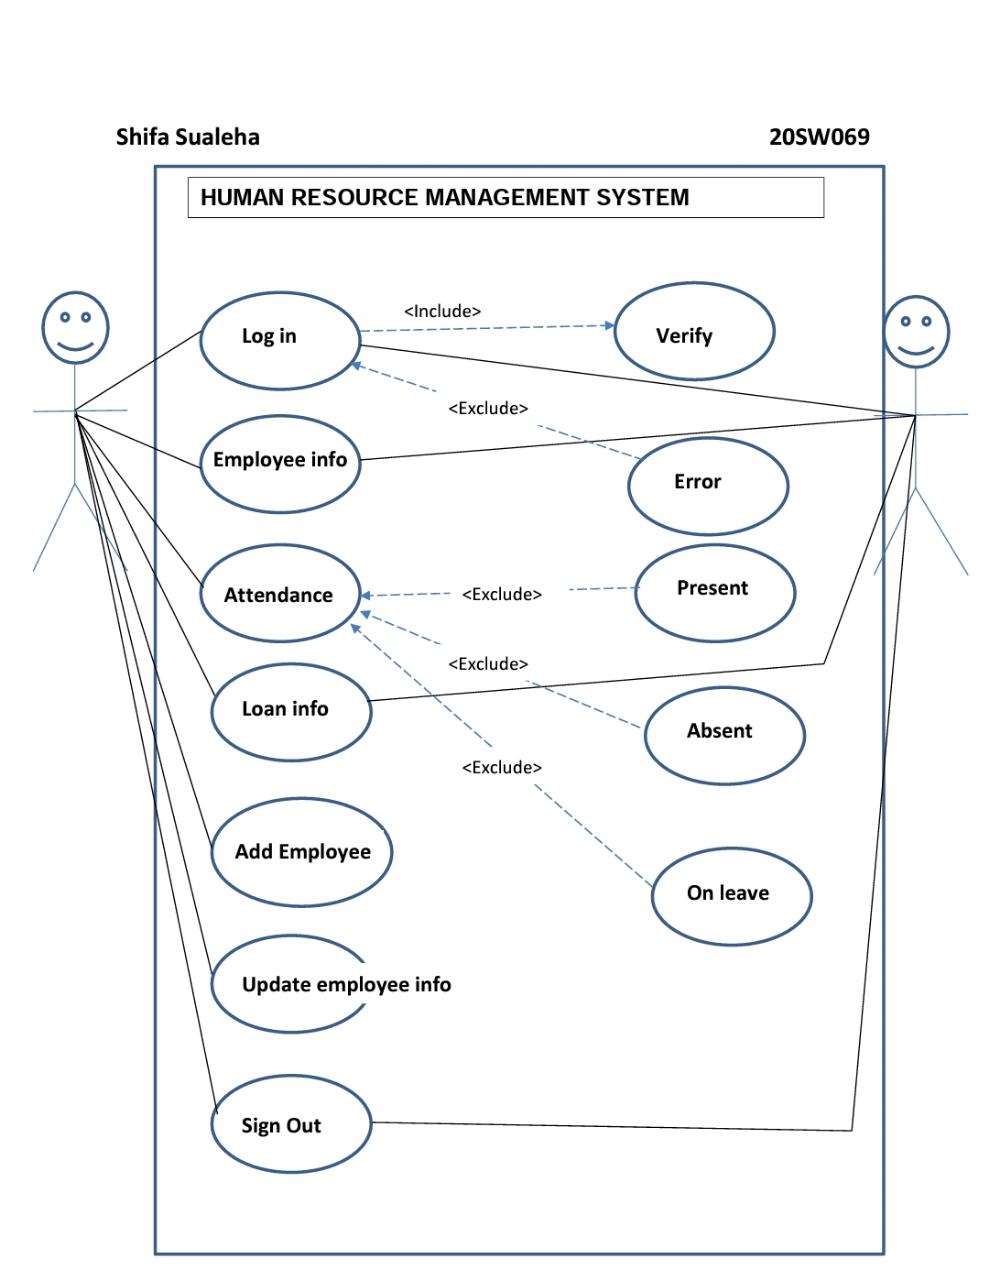 Shifa Sualeha 20SW069
HUMAN RESOURCE MANAGEMENT SYSTEM
<Include>
Log in
Verify
<Exclude>
Employee info
Error
Attendance
<Exclude>
Present
<Exclude>
Loan info
Absent
<Exclude>
Add Employee
On leave
Update employee info
Sign Out